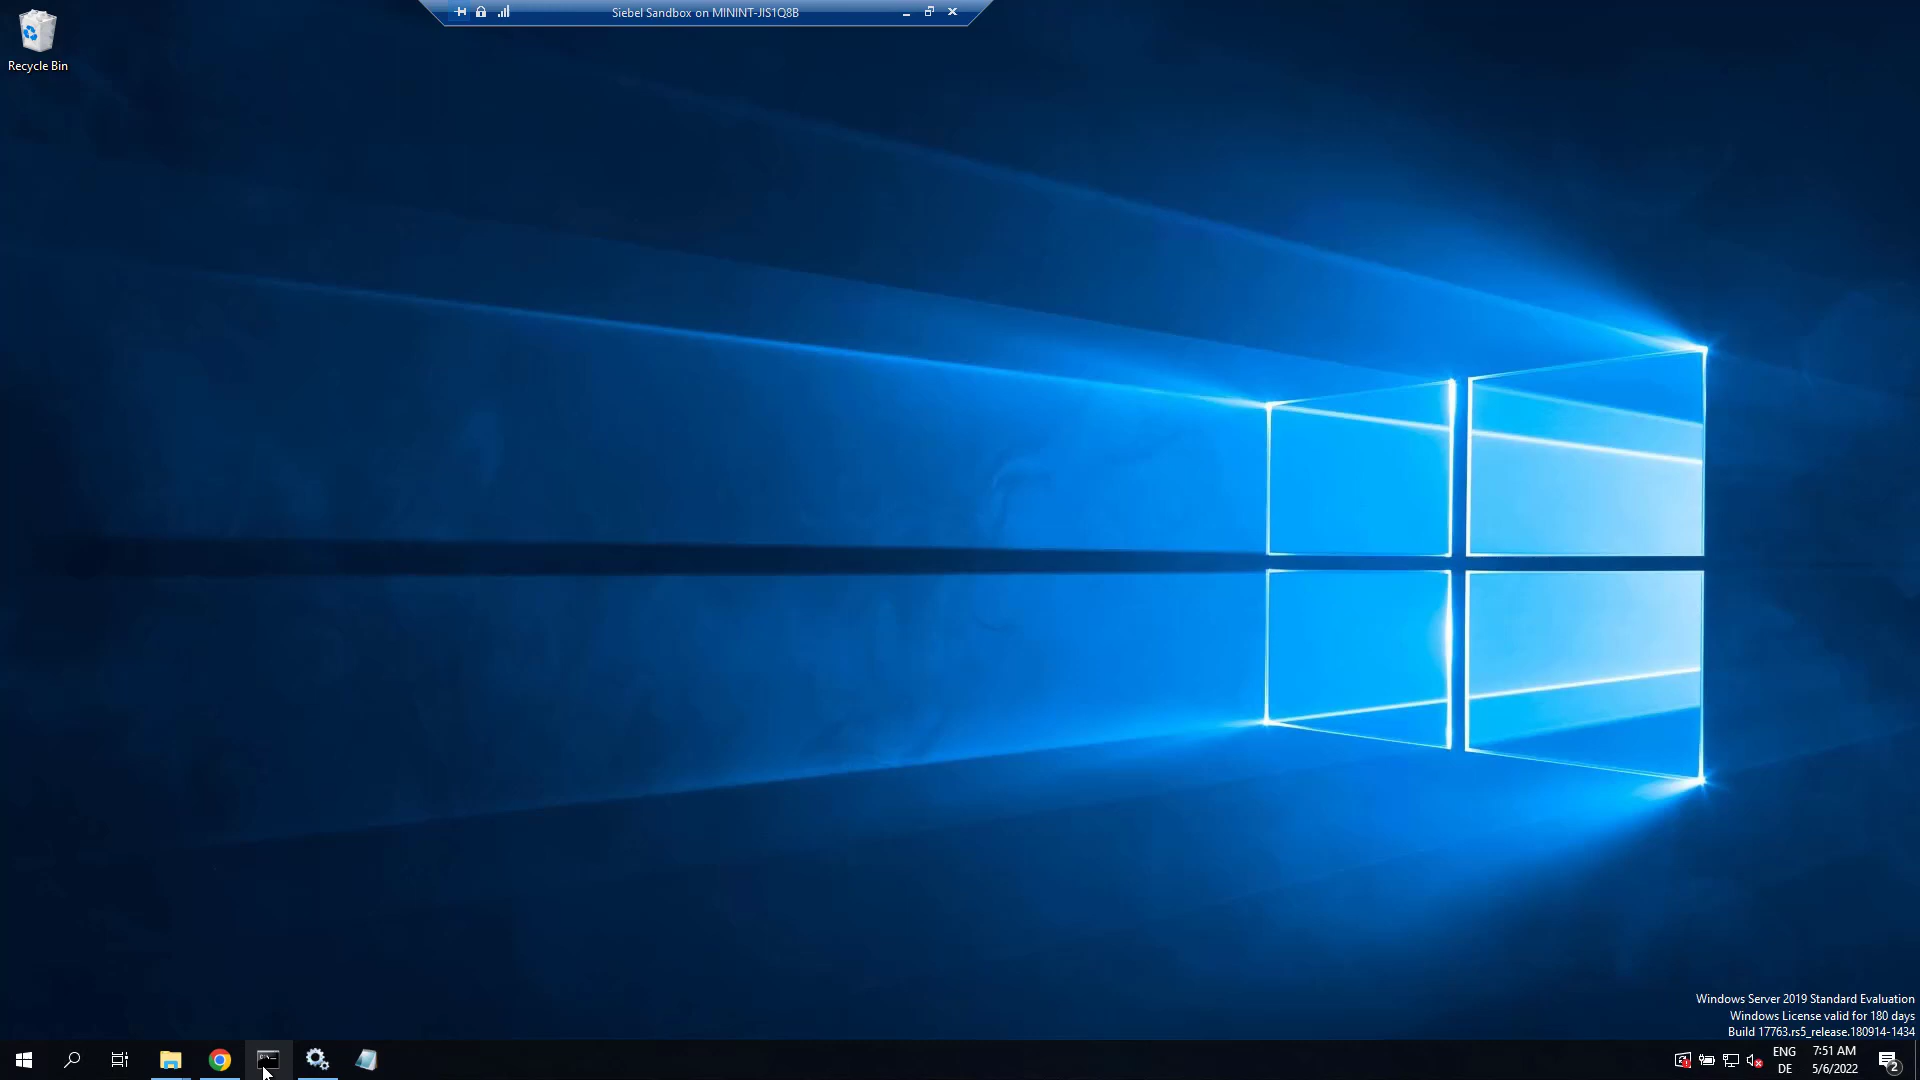 Siebel Sandbox on MININT-JIS1Q8B
Recycle Bin
Windows Server 2019 Standard Evaluation
Windows License valid for 180 days
Build 17763.rs5_release.180914-1434
ENG
DE
7:51 AM
5/6/2022
2